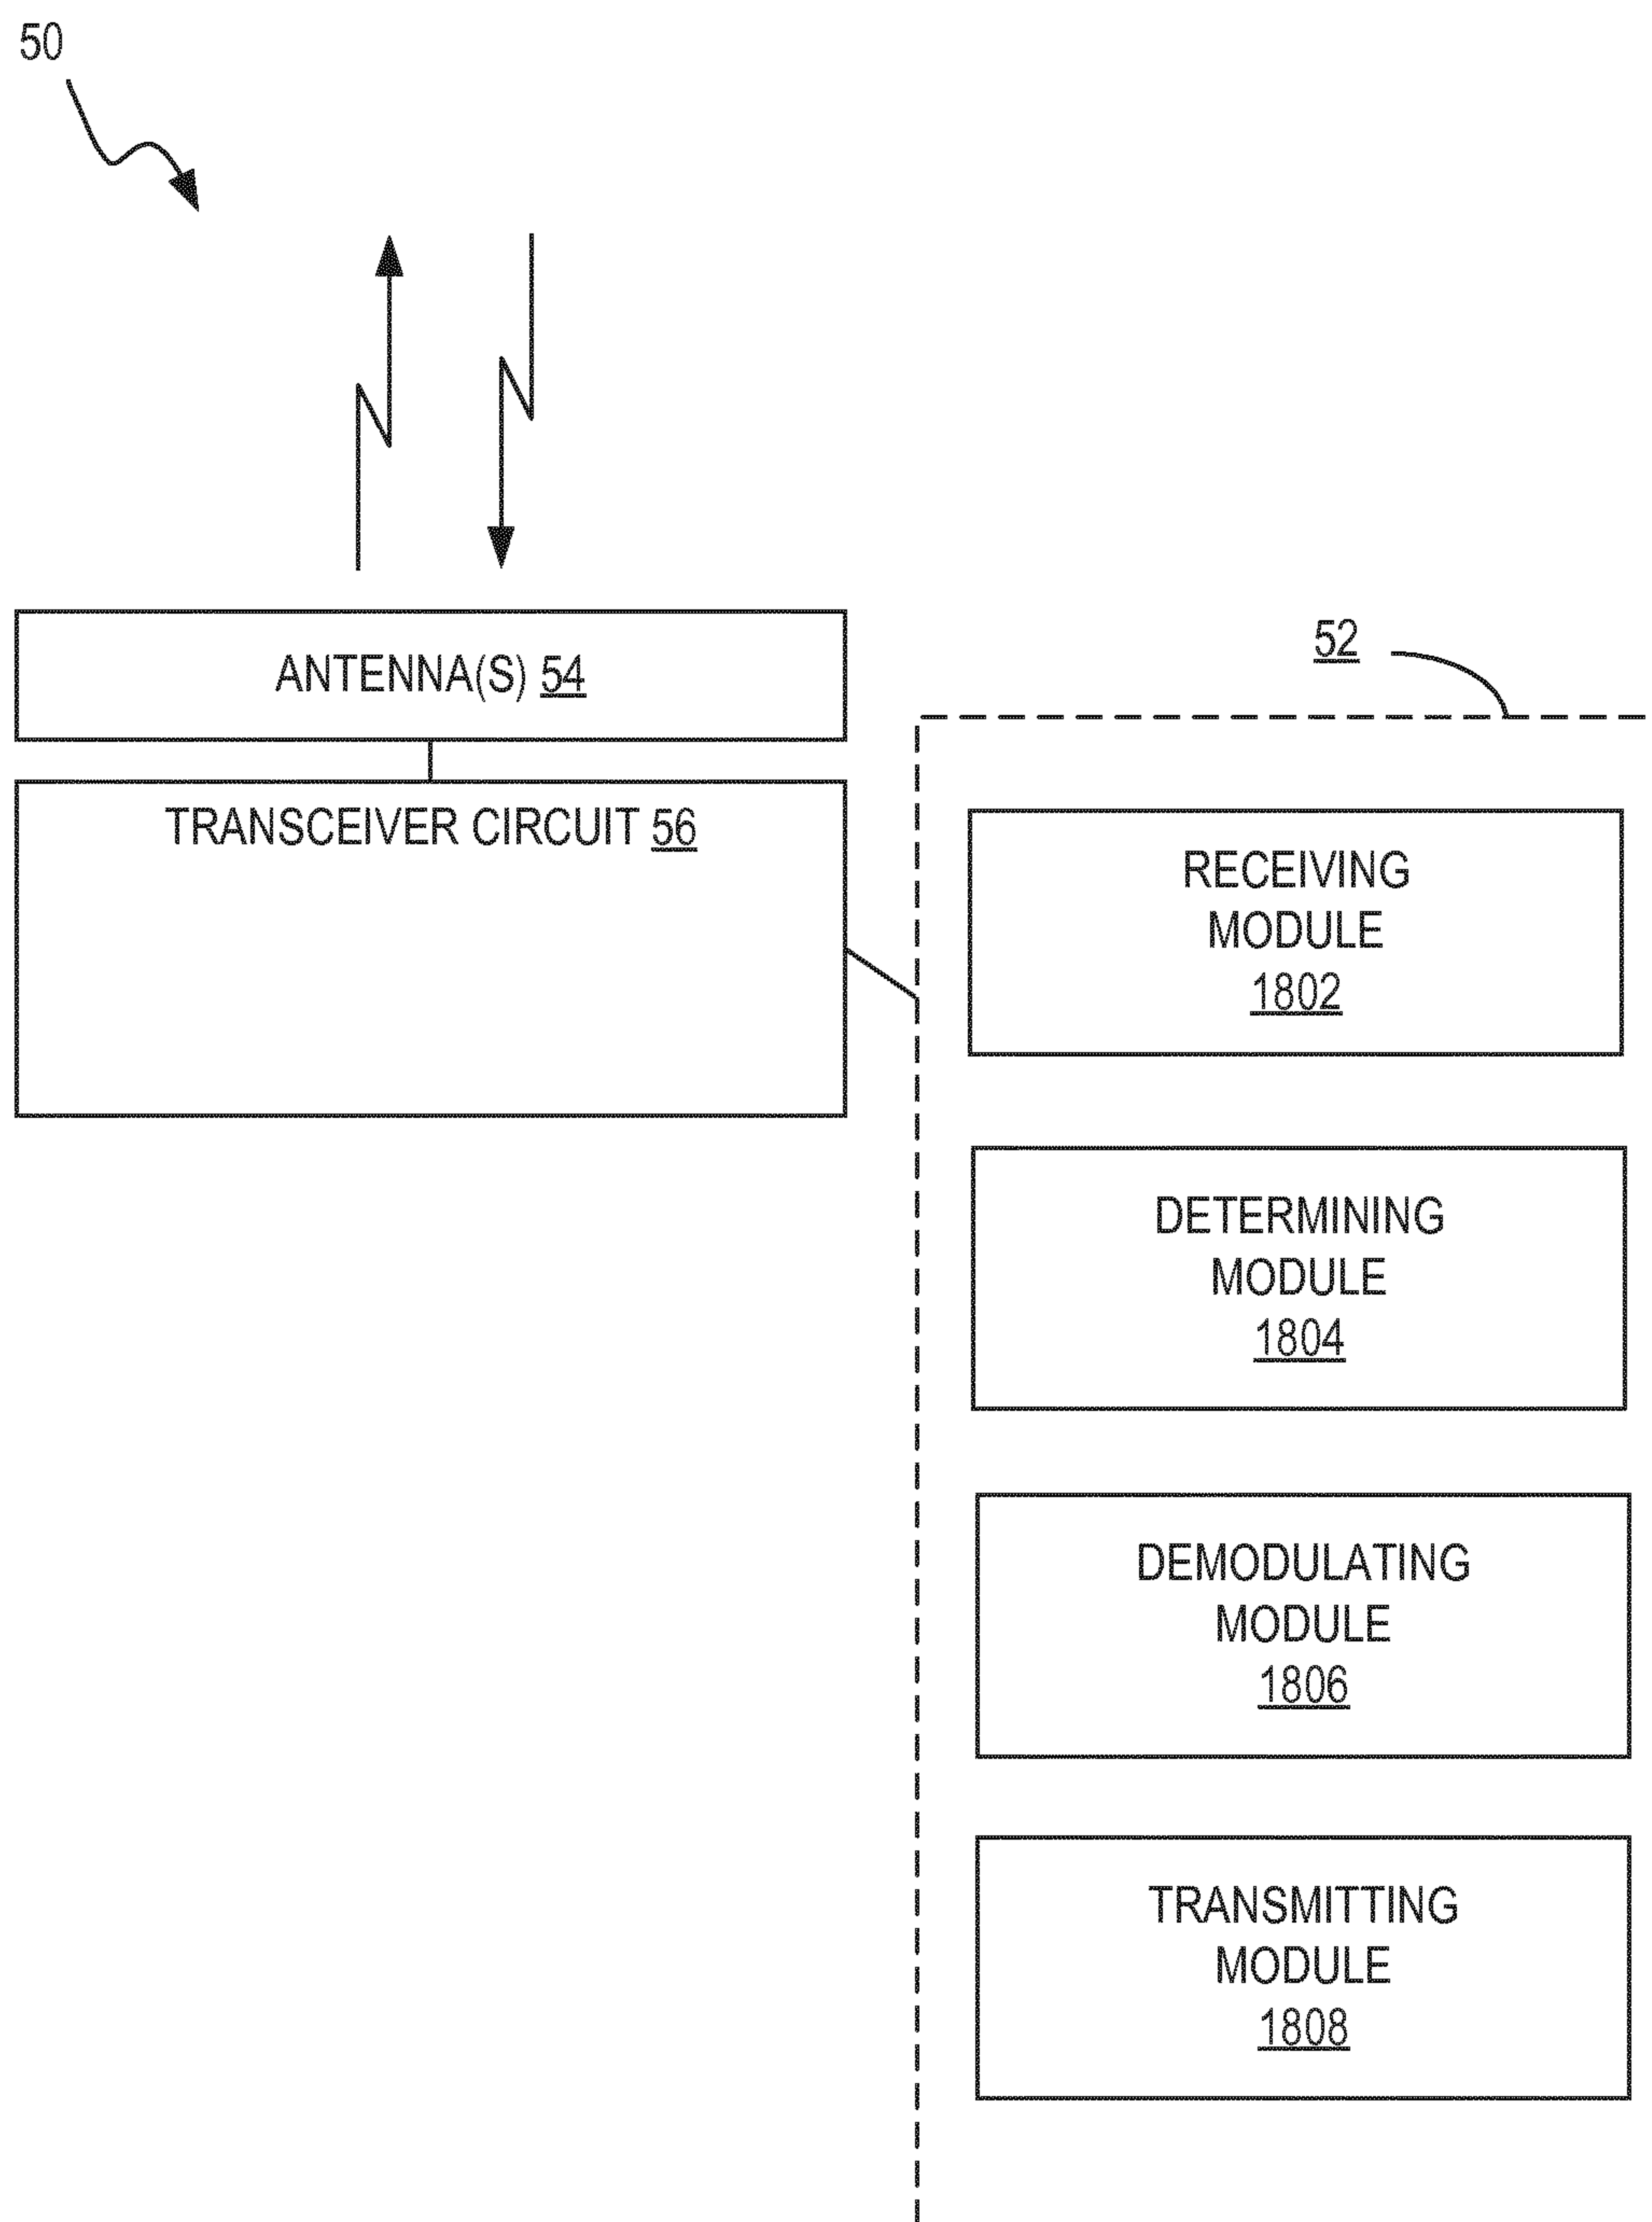 50
ANTENNA(S) 54
52
TRANSCEIVER CIRCUIT 56
RECEIVING
MODULE
1802
DETERMINING
MODULE
1804
DEMODULATING
MODULE
1806
TRANSMITTING
MODULE
1808